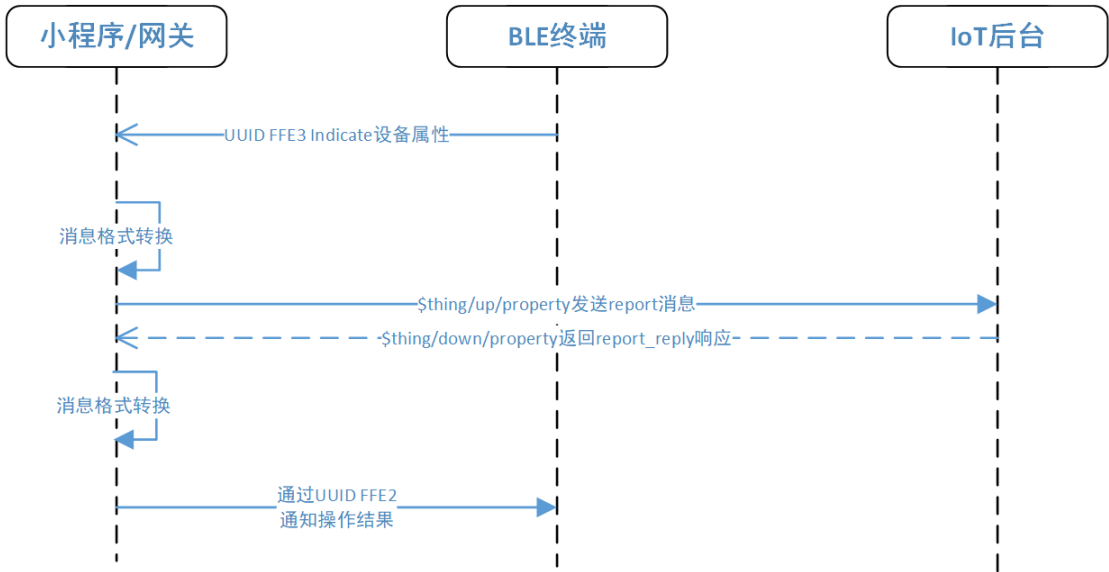 小程序/网关
BLE终端
IoT后台
UUID FFE3 Indicate设备属性
消息格式转换
$thing/up/property发送report消息
$thing/down/property返回report_reply响应
消息格式转换
通过UUID FFE2
通知操作结果